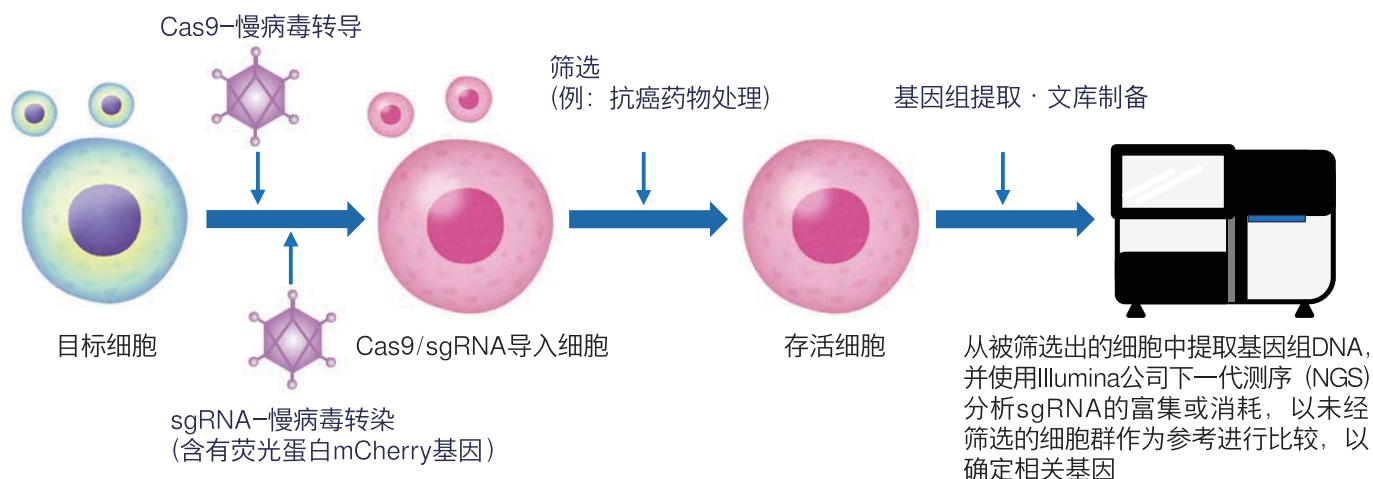 Cas9-慢病毒转导
筛选
(例：抗癌药物处理)
基因组提取·文库制备
目标细胞
Cas9/sgRNA导入细胞
存活细胞
sgRNA-慢病毒转染
(含有荧光蛋白mCherry基因)
从被筛选出的细胞中提取基因组DNA,
并使用Illumina公司下一代测序 (NGS)
分析sgRNA的富集或消耗，以未经
筛选的细胞群作为参考进行比较，以
确定相关基因